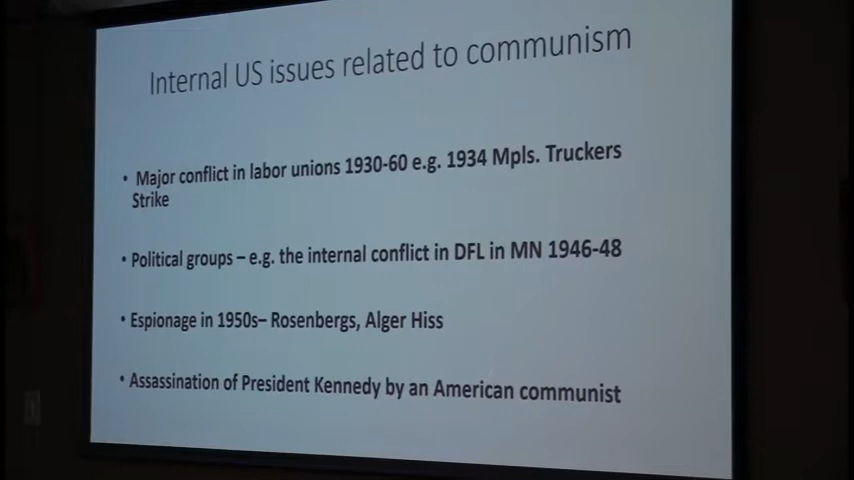 Internal US issues related to communism
• Major conflict in labor unions 1930-60 e.g. 1934 Mpls. Truckers
Strike
• Political groups – e.g. the internal conflict in DFL in MN 1946-48
• Espionage in 1950s– Rosenbergs, Alger Hiss
• Assassination of President Kennedy by an American communist